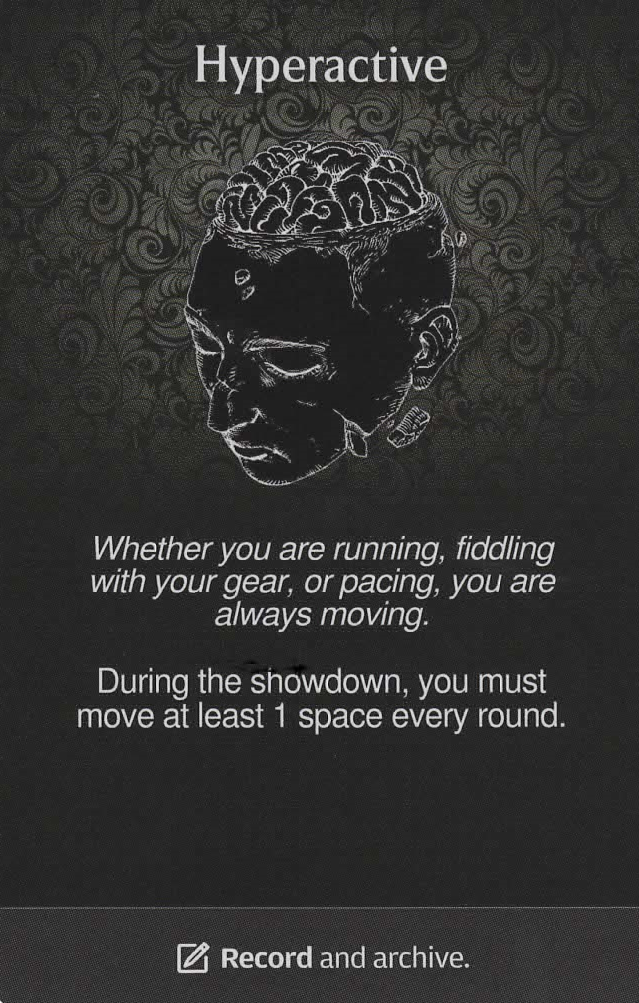 Hyperactive
Whether you are running, fiddling
with your gear, or pacing, you are
always moving.
During the showdown, you must
move at least 1 space every round.
Record and archive.